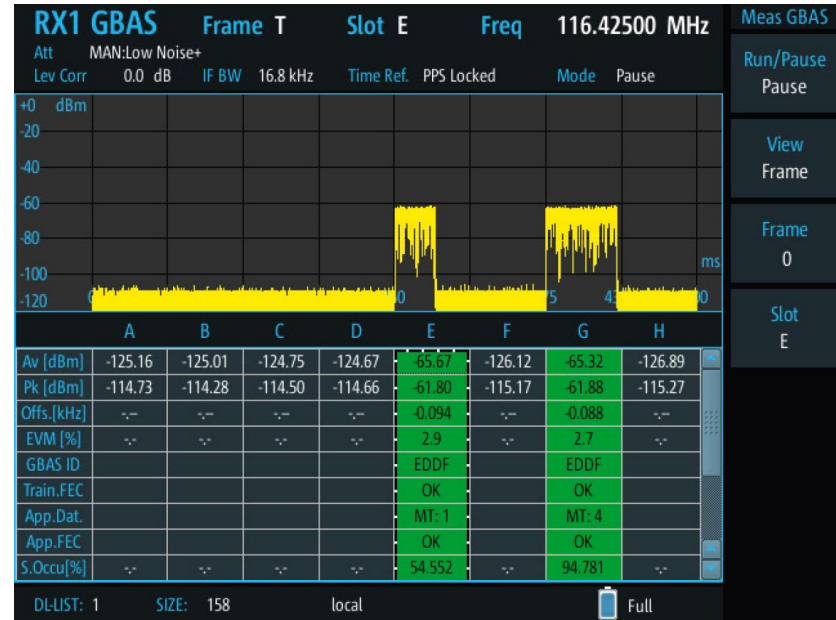 RX1 GBAS Frame T Slot E Freq 116.42500 MHz
Att MAN:Low Noise+
Lev Corr 0.0 dB IF BW 16.8 kHz Time Ref. PPS Locked Mode Pause
+0 dBm
-20
-40
-60
-80
ms
-100
-120
A B C D E F G H
Av [dBm] -125.16 -125.01 -124.75 -124.67 -65.67 -126.12 -65.32 -126.89
Pk [dBm] -114.73 -114.28 -114.50 -114.66 -61.80 -115.17 -61.88 -115.27
Offs.[kHz] -.-- -.-- -.-- -.-- -0.094 -.-- -0.088 -.--
EVM [%] -.- -.- -.- -.- 2.9 -.- 2.7 -.-
GBAS ID EDDF EDDF
Train.FEC OK OK
App.Dat. MT: 1 MT: 4
App.FEC OK OK
S.Occu[%] -.- -.- -.- -.- 54.552 -.- 94.781 -.-
DL-LIST: 1 SIZE: 158 local Full
Meas GBAS
Run/Pause
Pause
View
Frame
Frame
0
Slot
E